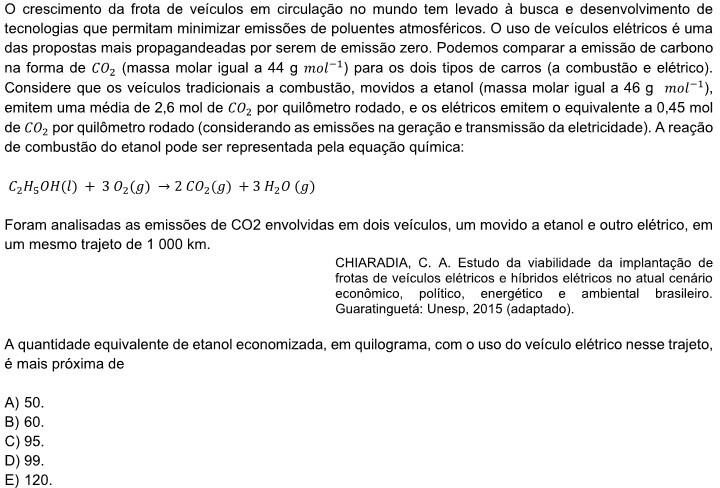 O crescimento da frota de veículos em circulação no mundo tem levado à busca e desenvolvimento de
tecnologias que permitam minimizar emissões de poluentes atmosféricos. O uso de veículos elétricos é uma
das propostas mais propagandeadas por serem de emissão zero. Podemos comparar a emissão de carbono
na forma de CO₂ (massa molar igual a 44 g mol⁻¹) para os dois tipos de carros (a combustão e elétrico).
Considere que os veículos tradicionais a combustão, movidos a etanol (massa molar igual a 46 g mol⁻¹),
emitem uma média de 2,6 mol de CO₂ por quilômetro rodado, e os elétricos emitem o equivalente a 0,45 mol
de CO₂ por quilômetro rodado (considerando as emissões na geração e transmissão da eletricidade). A reação
de combustão do etanol pode ser representada pela equação química:
C₂H₅OH(l) + 3 O₂(g) → 2 CO₂(g) + 3 H₂O (g)
Foram analisadas as emissões de CO2 envolvidas em dois veículos, um movido a etanol e outro elétrico, em
um mesmo trajeto de 1 000 km.
CHIARADIA, C. A. Estudo da viabilidade da implantação de
frotas de veículos elétricos e híbridos elétricos no atual cenário
econômico, político, energético e ambiental brasileiro.
Guaratinguetá: Unesp, 2015 (adaptado).
A quantidade equivalente de etanol economizada, em quilograma, com o uso do veículo elétrico nesse trajeto,
é mais próxima de
A) 50.
B) 60.
C) 95.
D) 99.
E) 120.